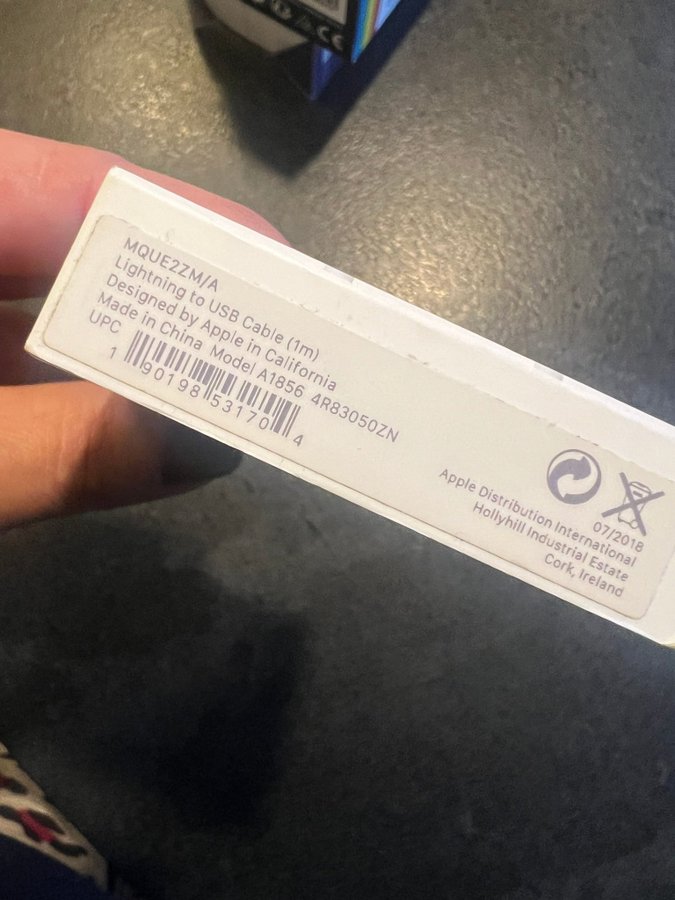 MQUE2ZM/A
Lightning to USB Cable (1m)
Designed by Apple in California
Made in China Model A1856 4R83050ZN
UPC
1 90198 53170 4
07/2018
Apple Distribution International
Hollyhill Industrial Estate
Cork, Ireland
CE